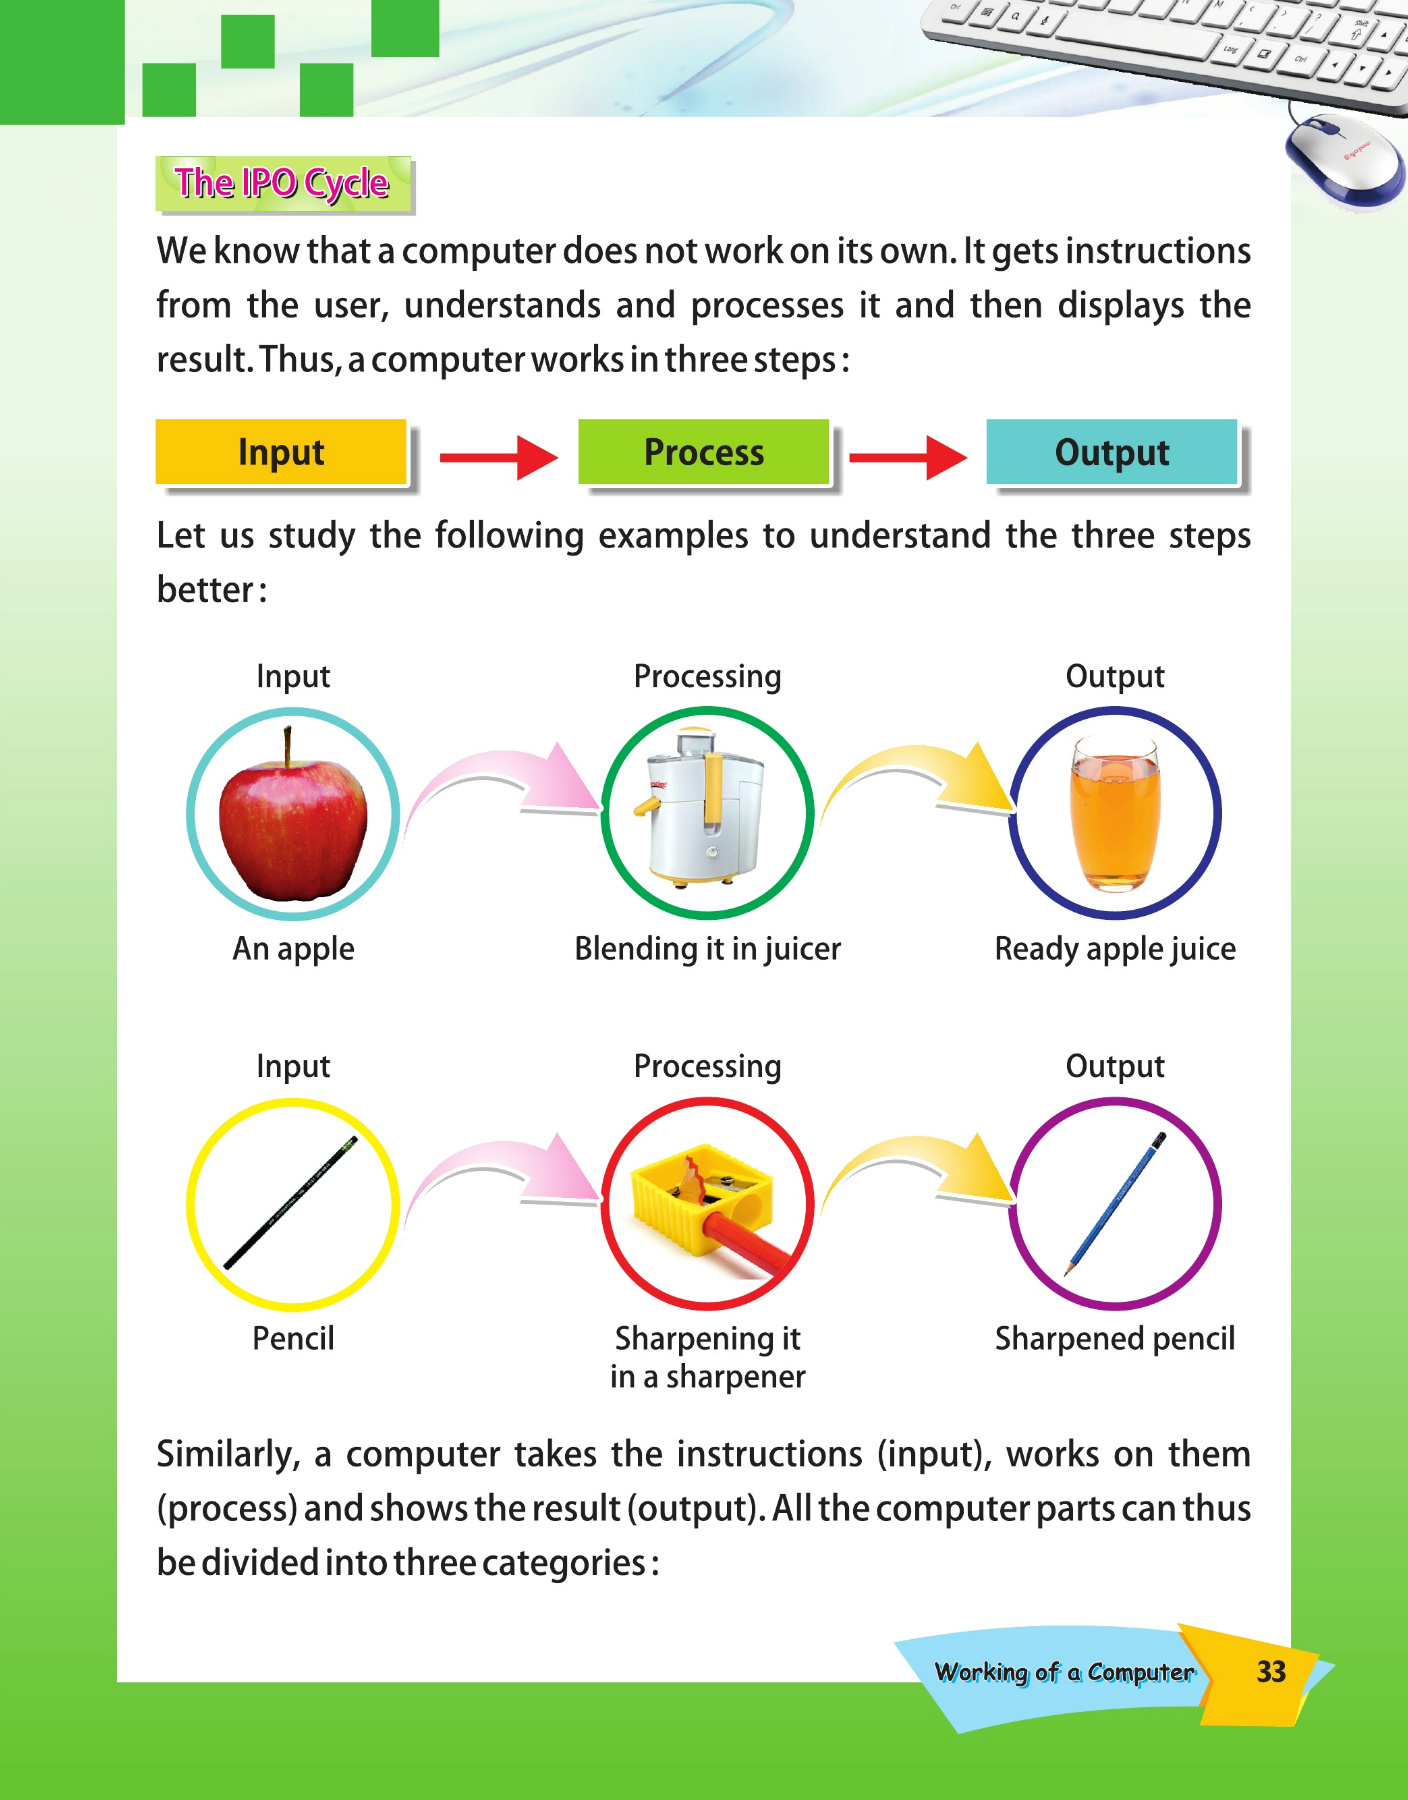 The IPO Cycle
We know that a computer does not work on its own. It gets instructions
from the user, understands and processes it and then displays the
result. Thus, a computer works in three steps :
Input Process Output
Let us study the following examples to understand the three steps
better :
Input Processing Output
An apple Blending it in juicer Ready apple juice
Input Processing Output
Pencil Sharpening it Sharpened pencil
in a sharpener
Similarly, a computer takes the instructions (input), works on them
(process) and shows the result (output). All the computer parts can thus
be divided into three categories :
Working of a Computer 33